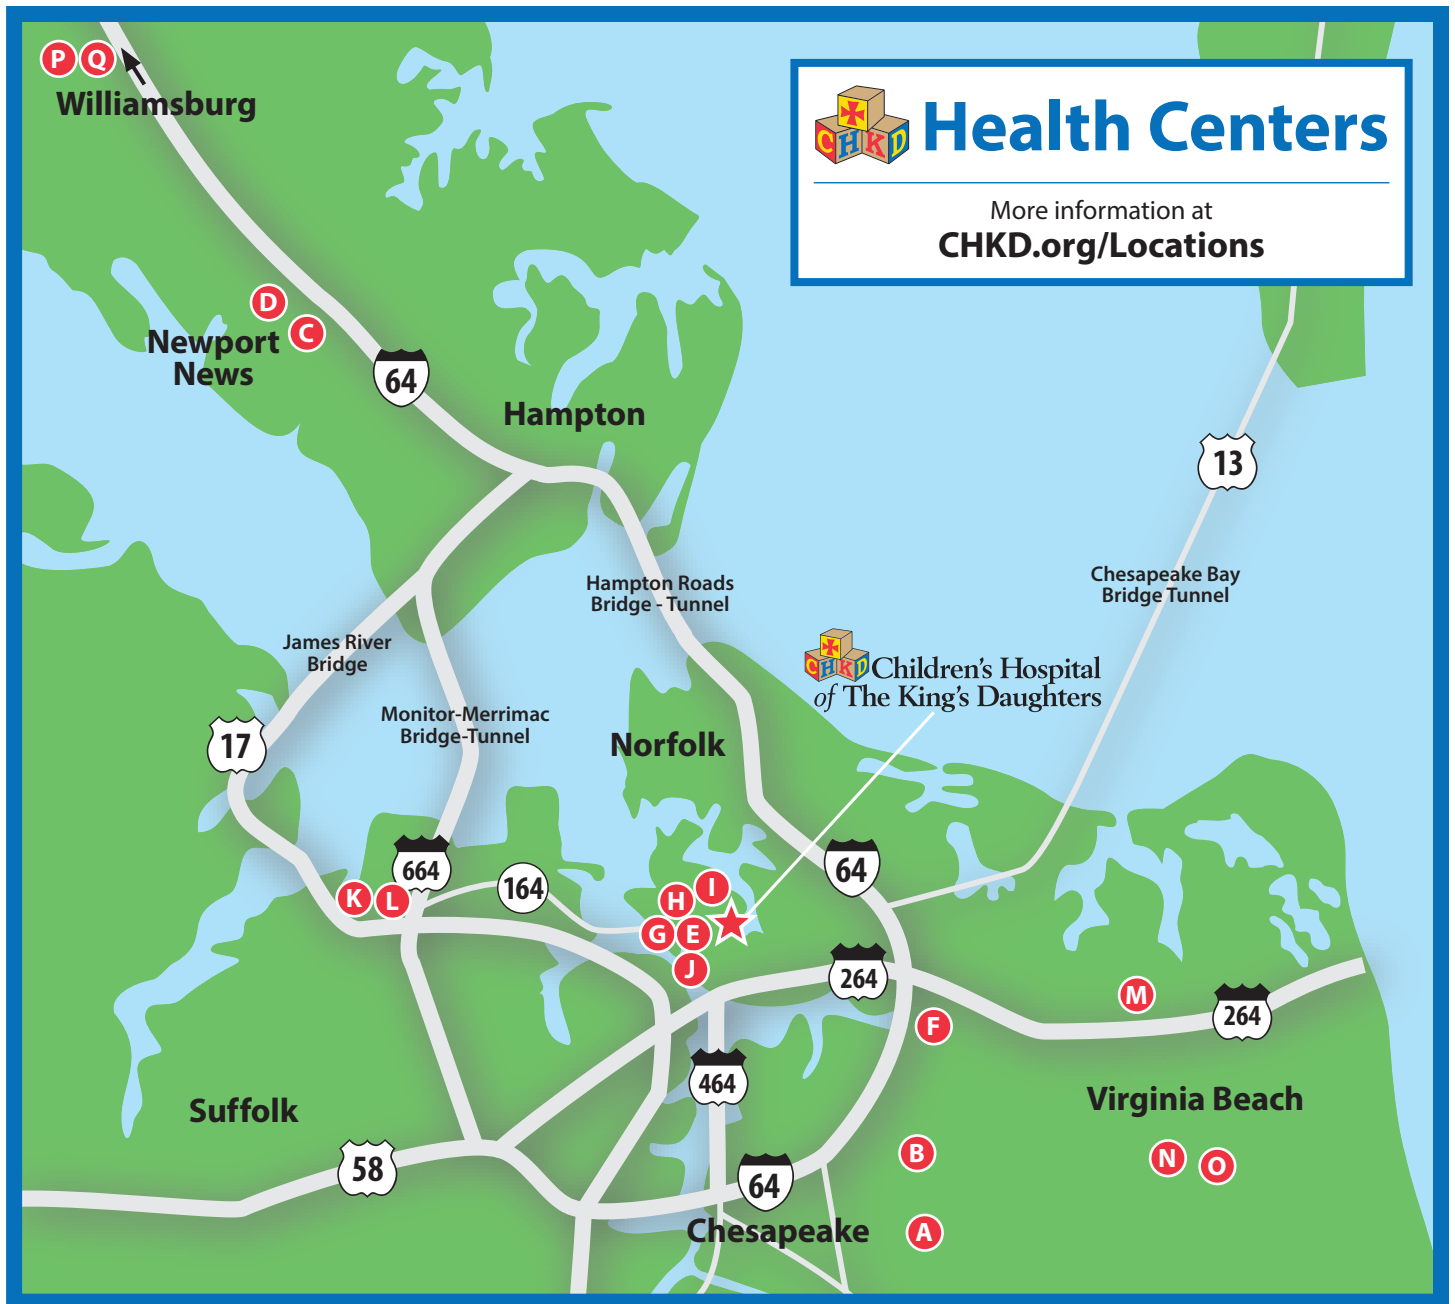 P Q
Williamsburg
CHKD
Health Centers
More information at
CHKD.org/Locations
D
C
Newport
News
64
Hampton
13
Hampton Roads
Bridge - Tunnel
Chesapeake Bay
Bridge Tunnel
James River
Bridge
CHKD
Children's Hospital
of The King's Daughters
Monitor-Merrimac
Bridge-Tunnel
17
Norfolk
664
164
64
K L
H I
G E
J
264
M
264
F
464
Suffolk
Virginia Beach
58
B
N O
64
Chesapeake
A